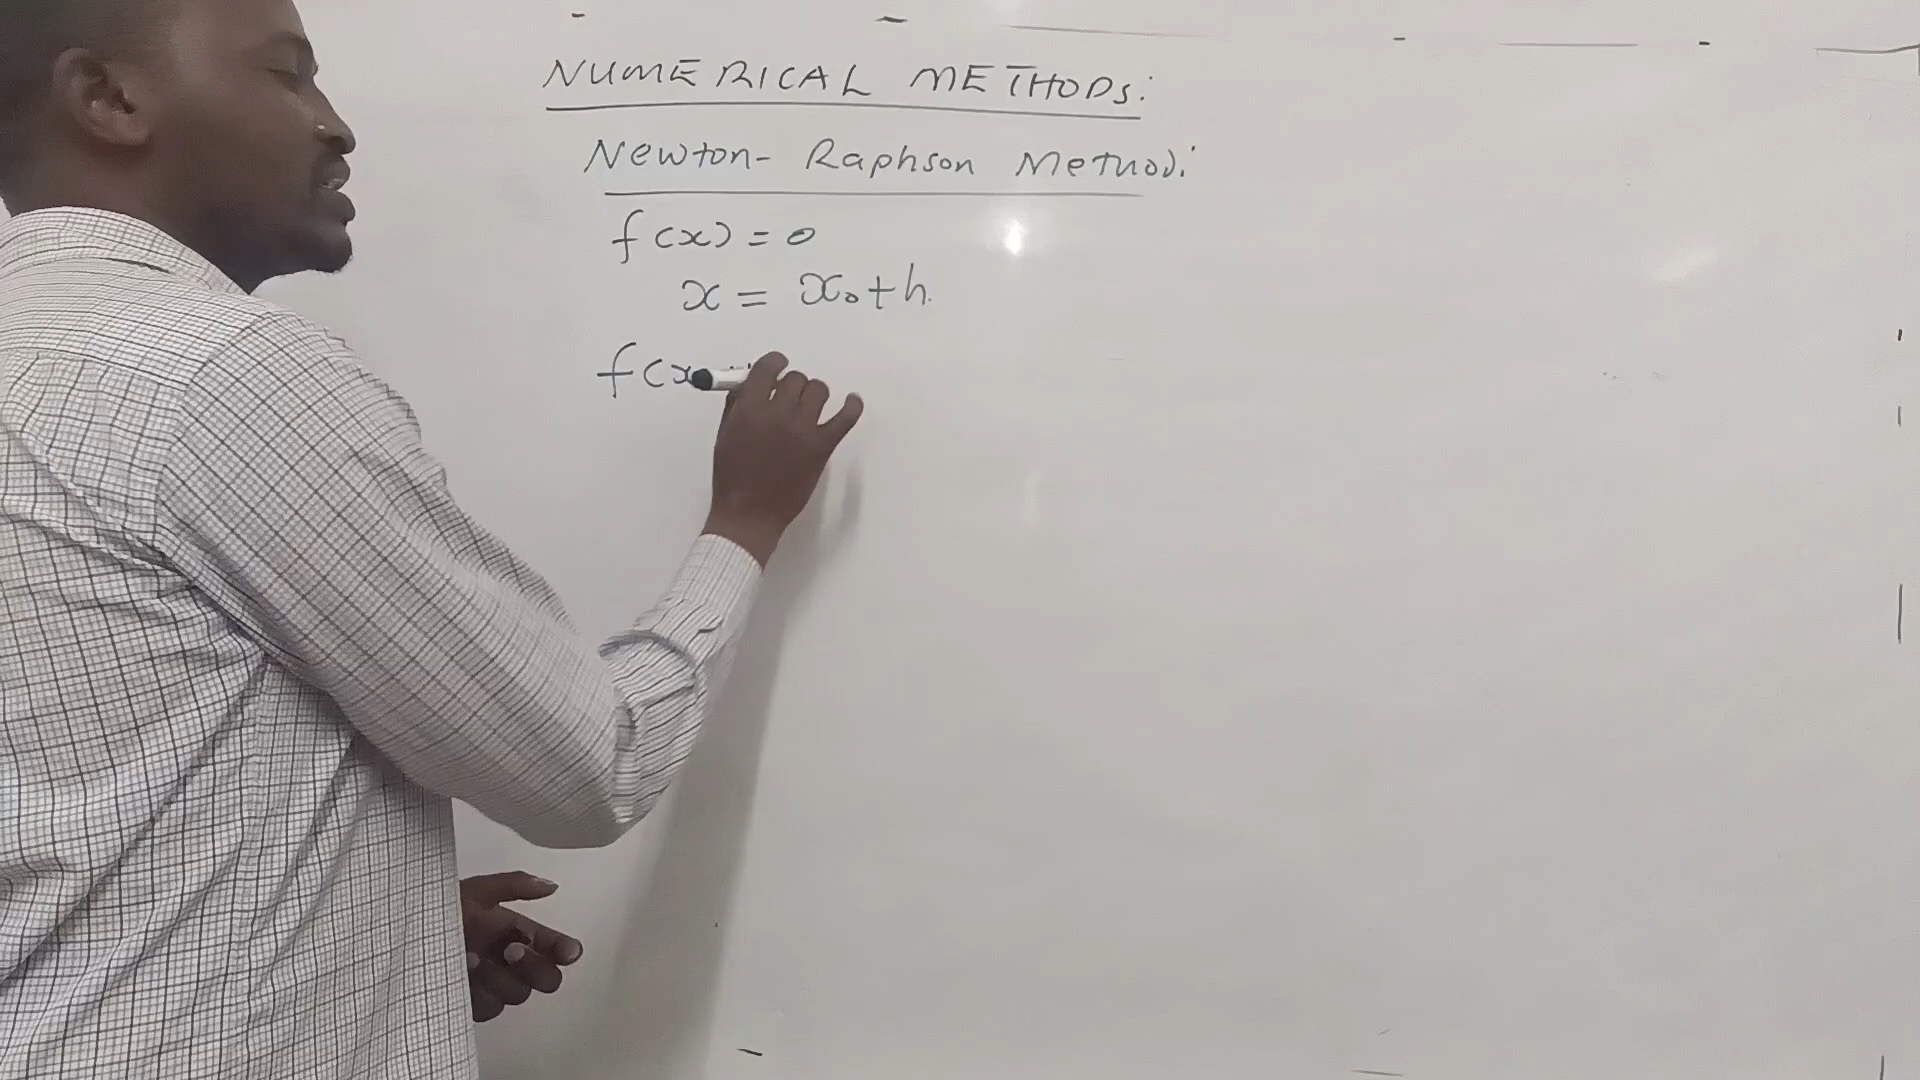 NUMERICAL METHODS:
Newton-Raphson Method:
f(x) = 0
x = x₀ + h
f(x